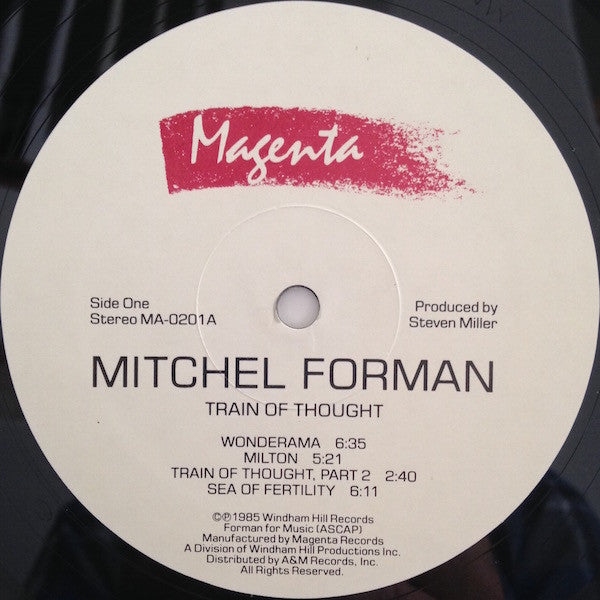 Magenta
Side One
Stereo MA-0201A
Produced by
Steven Miller
MITCHEL FORMAN
TRAIN OF THOUGHT
WONDERAMA 6:35
MILTON 5:21
TRAIN OF THOUGHT, PART 2 2:40
SEA OF FERTILITY 6:11
©℗1985 Windham Hill Records
Forman for Music (ASCAP)
Manufactured by Magenta Records
A Division of Windham Hill Productions Inc.
Distributed by A&M Records, Inc.
All Rights Reserved.